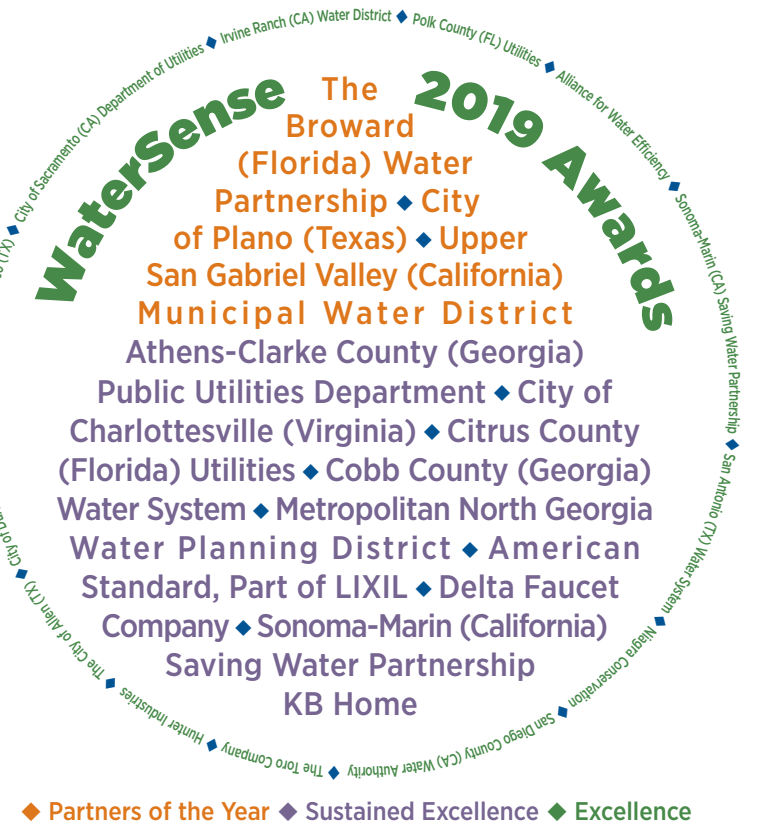 WaterSense 2019 Awards
The
Broward
(Florida) Water
Partnership ◆ City
of Plano (Texas) ◆ Upper
San Gabriel Valley (California)
Municipal Water District
Athens-Clarke County (Georgia)
Public Utilities Department ◆ City of
Charlottesville (Virginia) ◆ Citrus County
(Florida) Utilities ◆ Cobb County (Georgia)
Water System ◆ Metropolitan North Georgia
Water Planning District ◆ American
Standard, Part of LIXIL ◆ Delta Faucet
Company ◆ Sonoma-Marin (California)
Saving Water Partnership
KB Home
(TX) ◆ City of Sacramento (CA) Department of Utilities ◆ Irvine Ranch (CA) Water District ◆ Polk County (FL) Utilities ◆ Alliance for Water Efficiency ◆ Sonoma-Marin (CA) Saving Water Partnership ◆ San Antonio (TX) Water System ◆ Niagra Conservation ◆ San Diego County (CA) Water Authority ◆ The Toro Company ◆ Hunter Industries ◆ The City of Allen (TX) ◆ City of
◆ Partners of the Year ◆ Sustained Excellence ◆ Excellence